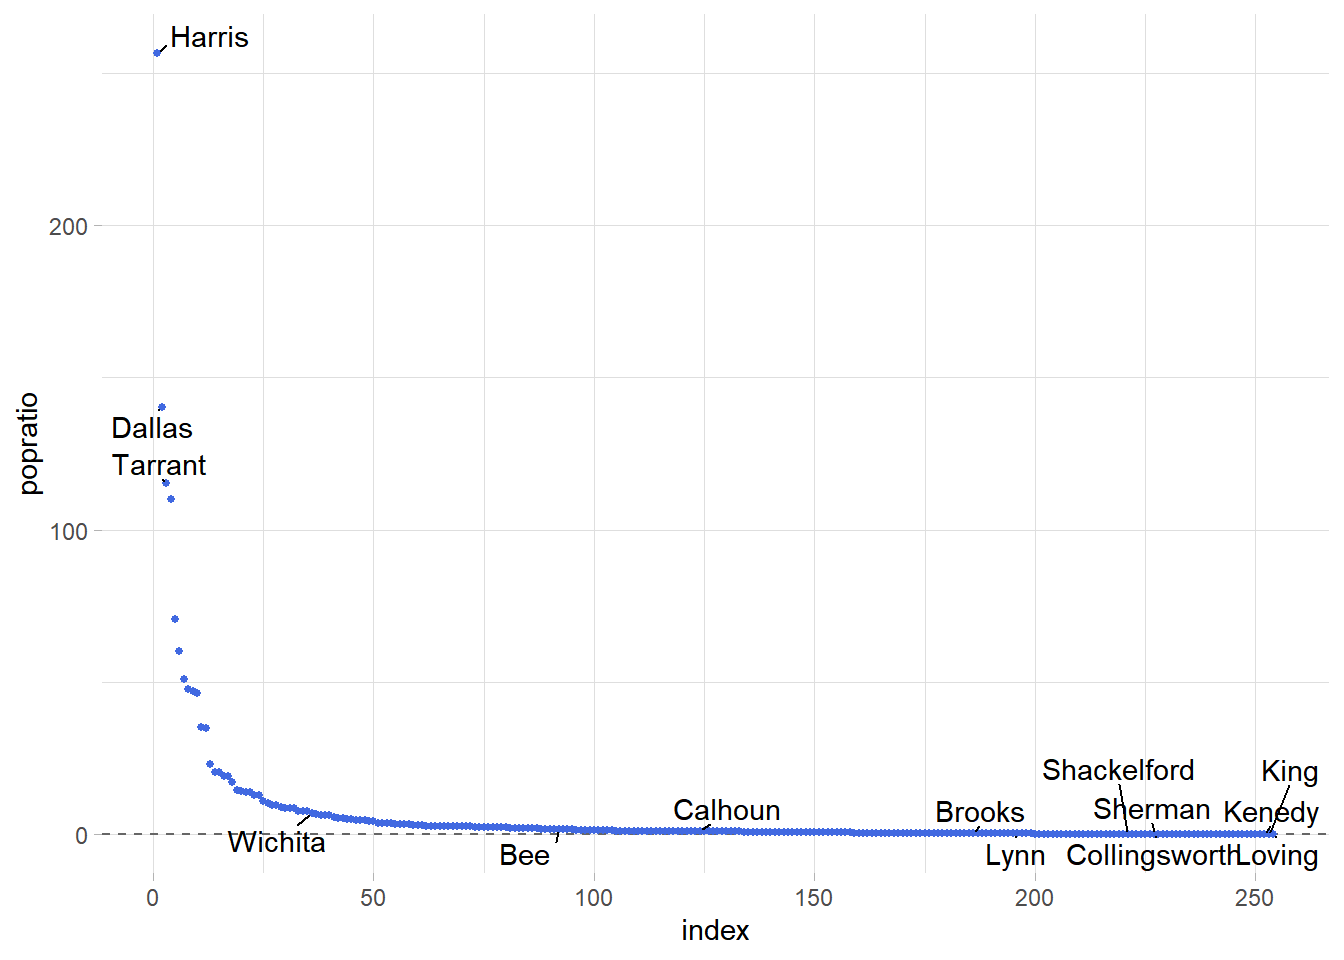 Harris
200
Dallas
Tarrant
popratio
100
Shackelford
King
Calhoun
Brooks
Sherman
Kenedy
0
Wichita
Bee
Lynn
Collingsworth
Loving
0
50
100
150
200
250
index